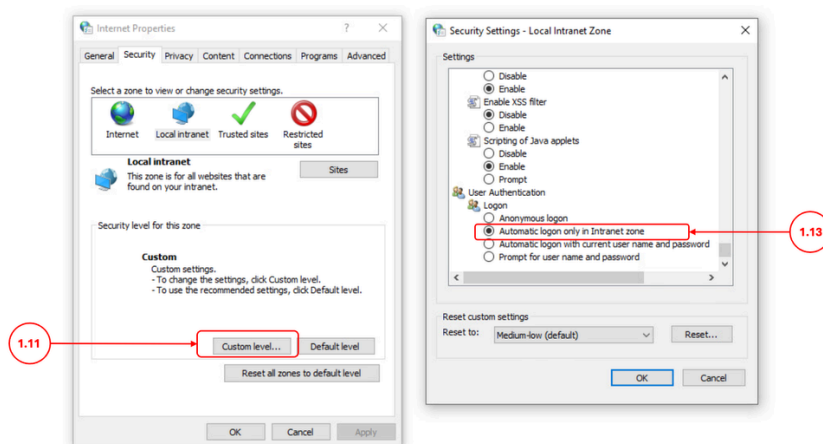 Internet Properties
General Security Privacy Content Connections Programs Advanced
Select a zone to view or change security settings.
Internet Local intranet Trusted sites Restricted sites
Local intranet
This zone is for all websites that are
found on your intranet.
Sites
Security level for this zone
Custom
Custom settings.
- To change the settings, click Custom level.
- To use the recommended settings, click Default level.
1.11
Custom level... Default level
Reset all zones to default level
OK Cancel Apply
Security Settings - Local Intranet Zone
Settings
Disable
Enable
Enable XSS filter
Disable
Enable
Scripting of Java applets
Disable
Enable
Prompt
User Authentication
Logon
Anonymous logon
Automatic logon only in Intranet zone
1.13
Automatic logon with current user name and password
Prompt for user name and password
Reset custom settings
Reset to: Medium-low (default) Reset...
OK Cancel